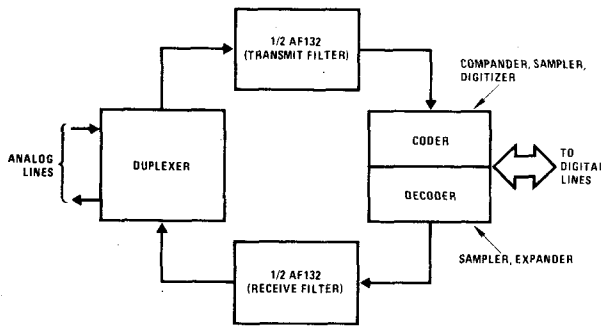 1/2 AF132
(TRANSMIT FILTER)
COMPANDER, SAMPLER,
DIGITIZER
ANALOG
LINES
DUPLEXER
CODER
DECODER
TO
DIGITAL
LINES
SAMPLER, EXPANDER
1/2 AF132
(RECEIVE FILTER)